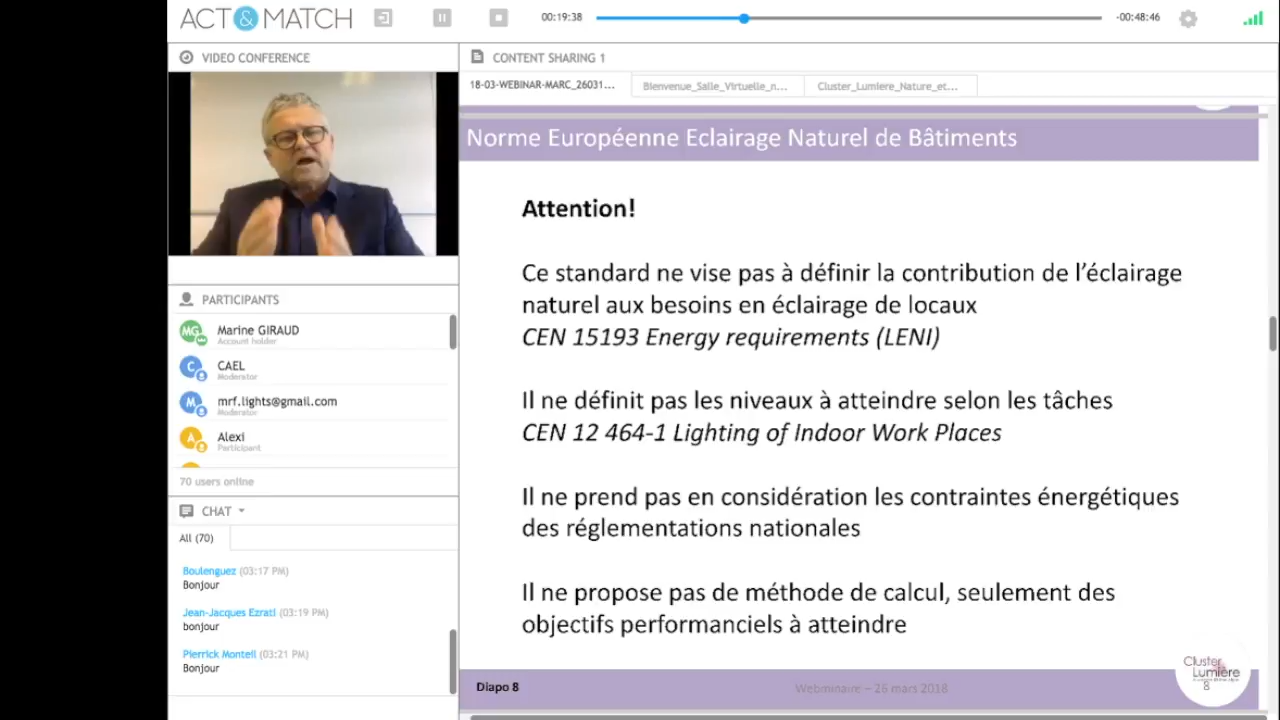 ACT & MATCH
00:19:38
-00:48:46
VIDEO CONFERENCE
PARTICIPANTS
MG
Marine GIRAUD
Account holder
C
CAEL
Moderator
M
mrf.lights@gmail.com
Moderator
A
Alexi
Participant
70 users online
CHAT
All (70)
Boulenguez (03:17 PM)
Bonjour
Jean-Jacques Ezrati (03:19 PM)
bonjour
Pierrick Monteil (03:21 PM)
Bonjour
CONTENT SHARING 1
18-03-WEBINAR-MARC_26031...
Bienvenue_Salle_Virtuelle_n...
Cluster_Lumiere_Nature_et...
Norme Européenne Eclairage Naturel de Bâtiments
Attention!
Ce standard ne vise pas à définir la contribution de l’éclairage
naturel aux besoins en éclairage de locaux
CEN 15193 Energy requirements (LENI)
Il ne définit pas les niveaux à atteindre selon les tâches
CEN 12 464-1 Lighting of Indoor Work Places
Il ne prend pas en considération les contraintes énergétiques
des réglementations nationales
Il ne propose pas de méthode de calcul, seulement des
objectifs performanciels à atteindre
Diapo 8
Webminaire – 26 mars 2018
Cluster
Lumière
8